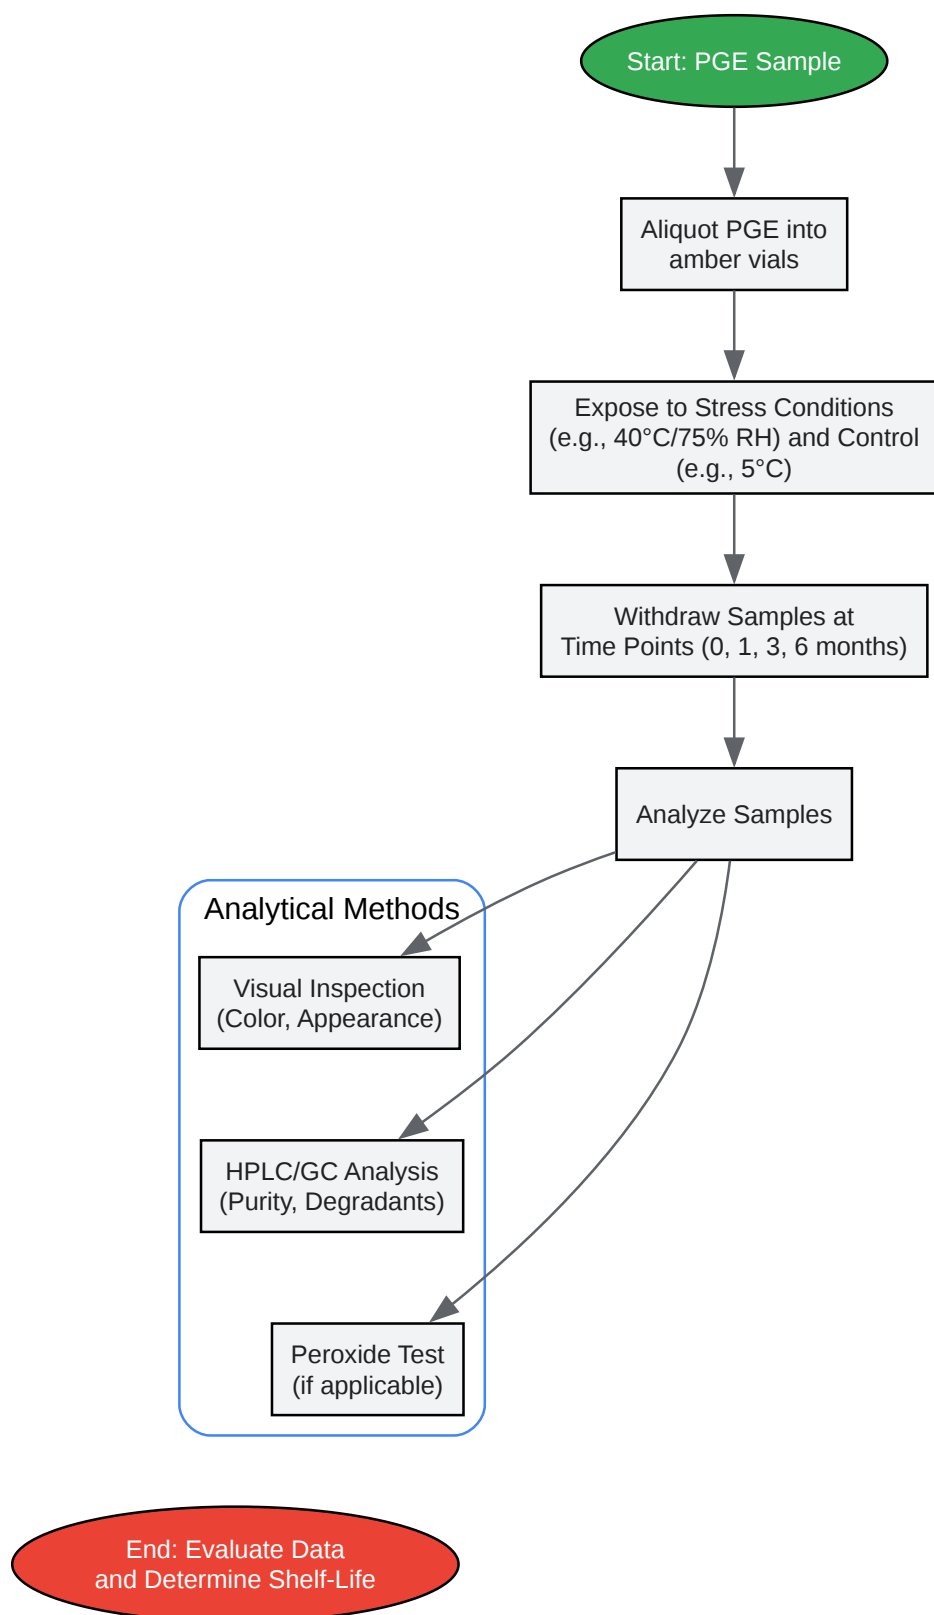 Start: PGE Sample
Aliquot PGE into
amber vials
Expose to Stress Conditions
(e.g., 40°C/75% RH) and Control
(e.g., 5°C)
Withdraw Samples at
Time Points (0, 1, 3, 6 months)
Analyze Samples
Analytical Methods
Visual Inspection
(Color, Appearance)
HPLC/GC Analysis
(Purity, Degradants)
Peroxide Test
(if applicable)
End: Evaluate Data
and Determine Shelf-Life